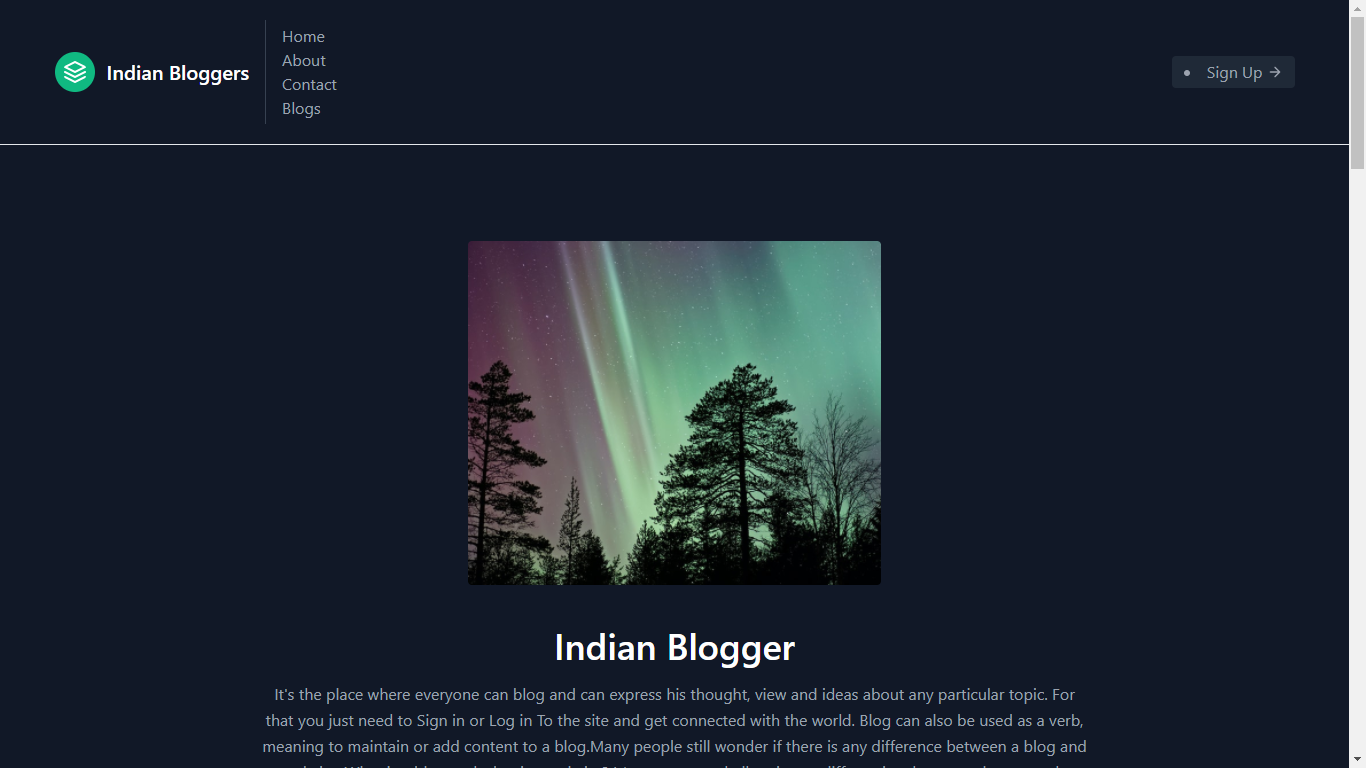 Indian Bloggers
Home
About
Contact
Blogs
Sign Up →
Indian Blogger
It's the place where everyone can blog and can express his thought, view and ideas about any particular topic. For
that you just need to Sign in or Log in To the site and get connected with the world. Blog can also be used as a verb,
meaning to maintain or add content to a blog.Many people still wonder if there is any difference between a blog and